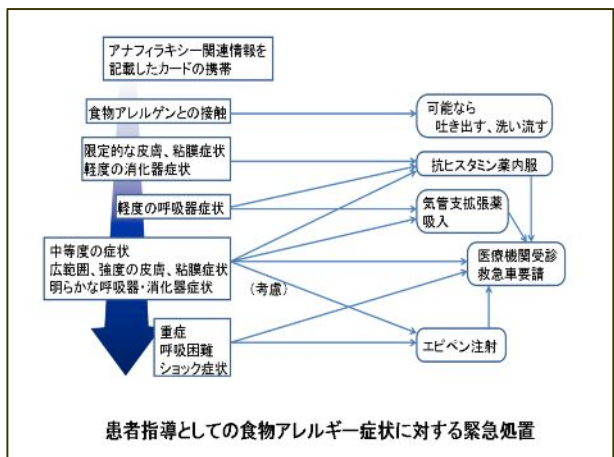 アナフィラキシー関連情報を
記載したカードの携帯
食物アレルゲンとの接触
可能なら
吐き出す、洗い流す
限定的な皮膚、粘膜症状
軽度の消化器症状
抗ヒスタミン薬内服
軽度の呼吸器症状
気管支拡張薬
吸入
中等度の症状
広範囲、強度の皮膚、粘膜症状
明らかな呼吸器・消化器症状
医療機関受診
救急車要請
(考慮)
重症
呼吸困難
ショック症状
エピペン注射
患者指導としての食物アレルギー症状に対する緊急処置